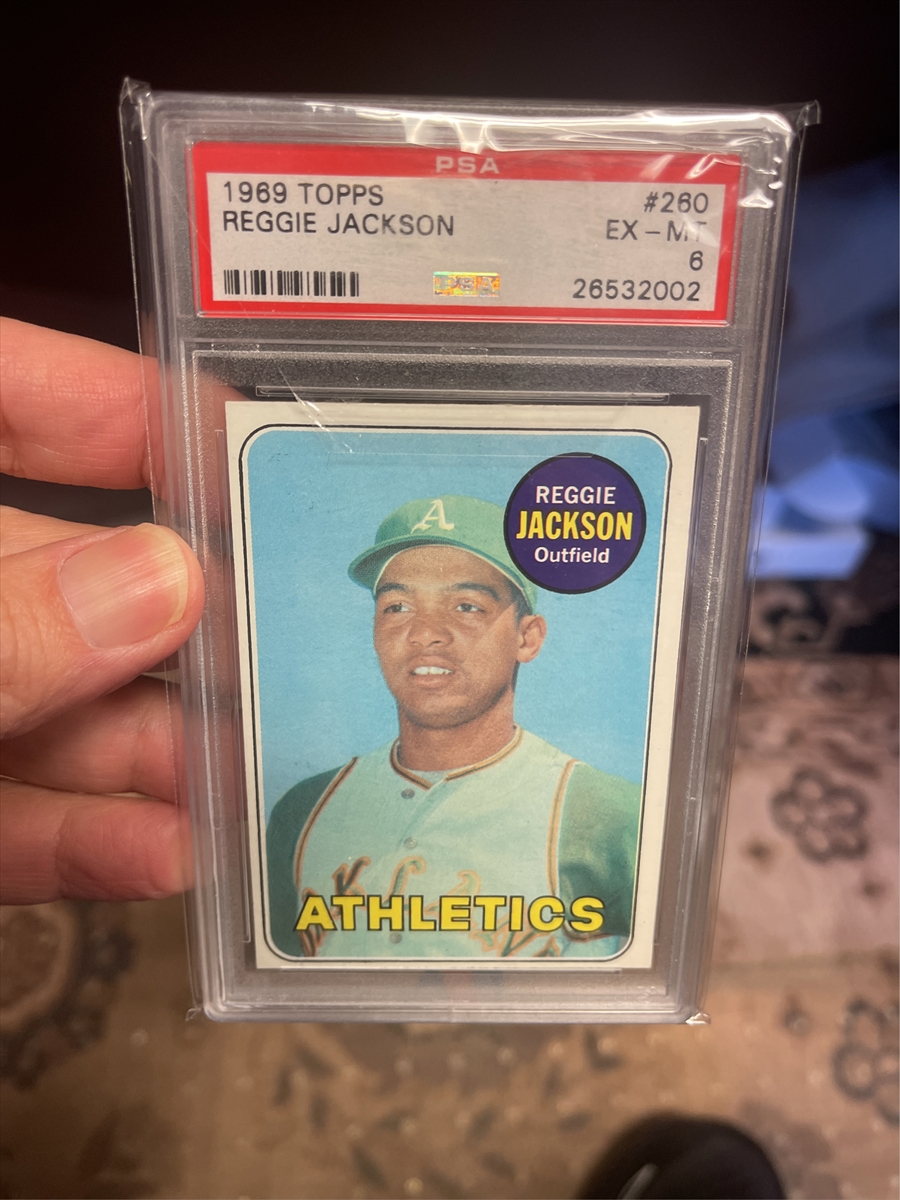 PSA
1969 TOPPS #260
REGGIE JACKSON EX-MT
6
26532002
A
REGGIE
JACKSON
Outfield
ATHLETICS